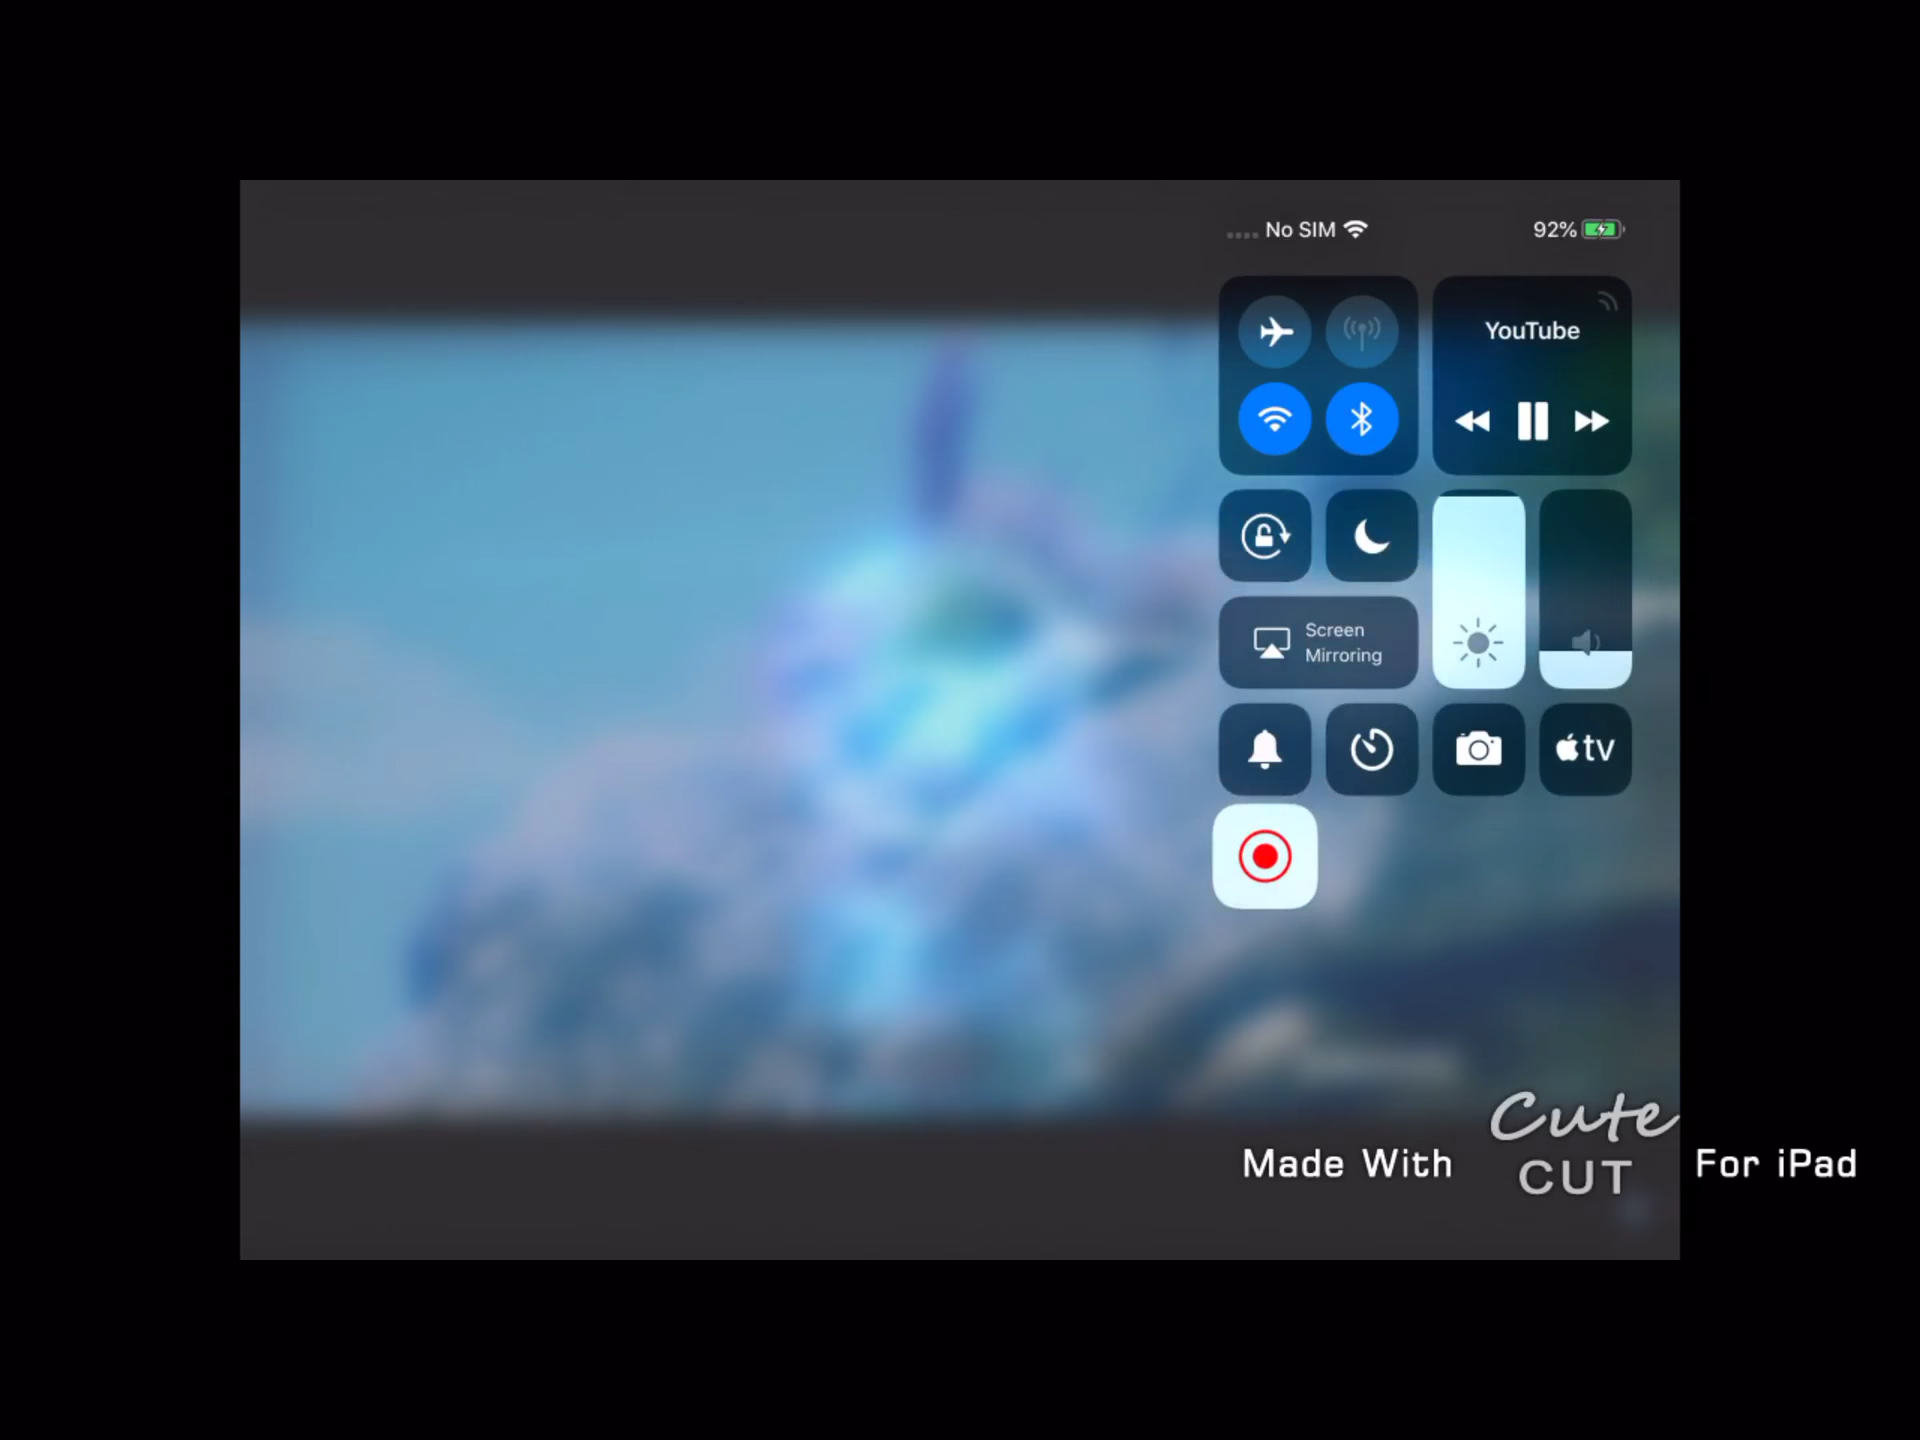 No SIM
92%
YouTube
Screen
Mirroring
tv
Made With Cute CUT For iPad